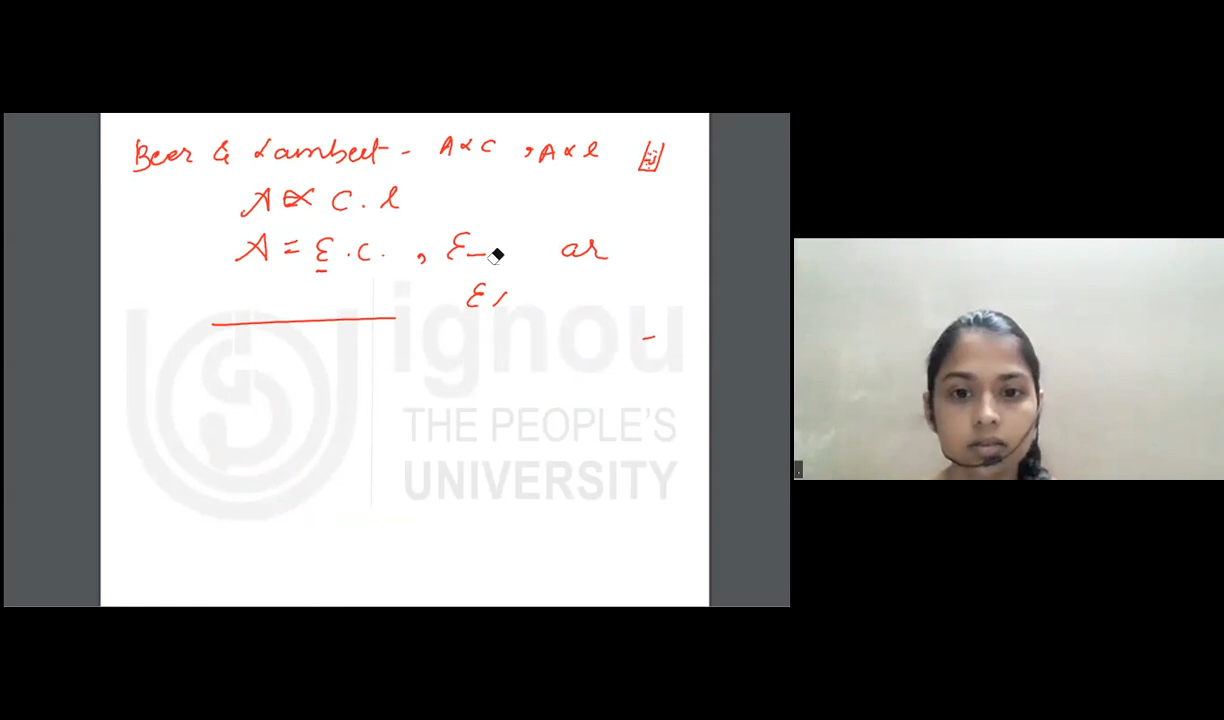 Beer & Lambert - A ∝ C , A ∝ l
A ∝ C . l
A = ε . C . , ε - ar
ε
ignou
THE PEOPLE'S
UNIVERSITY